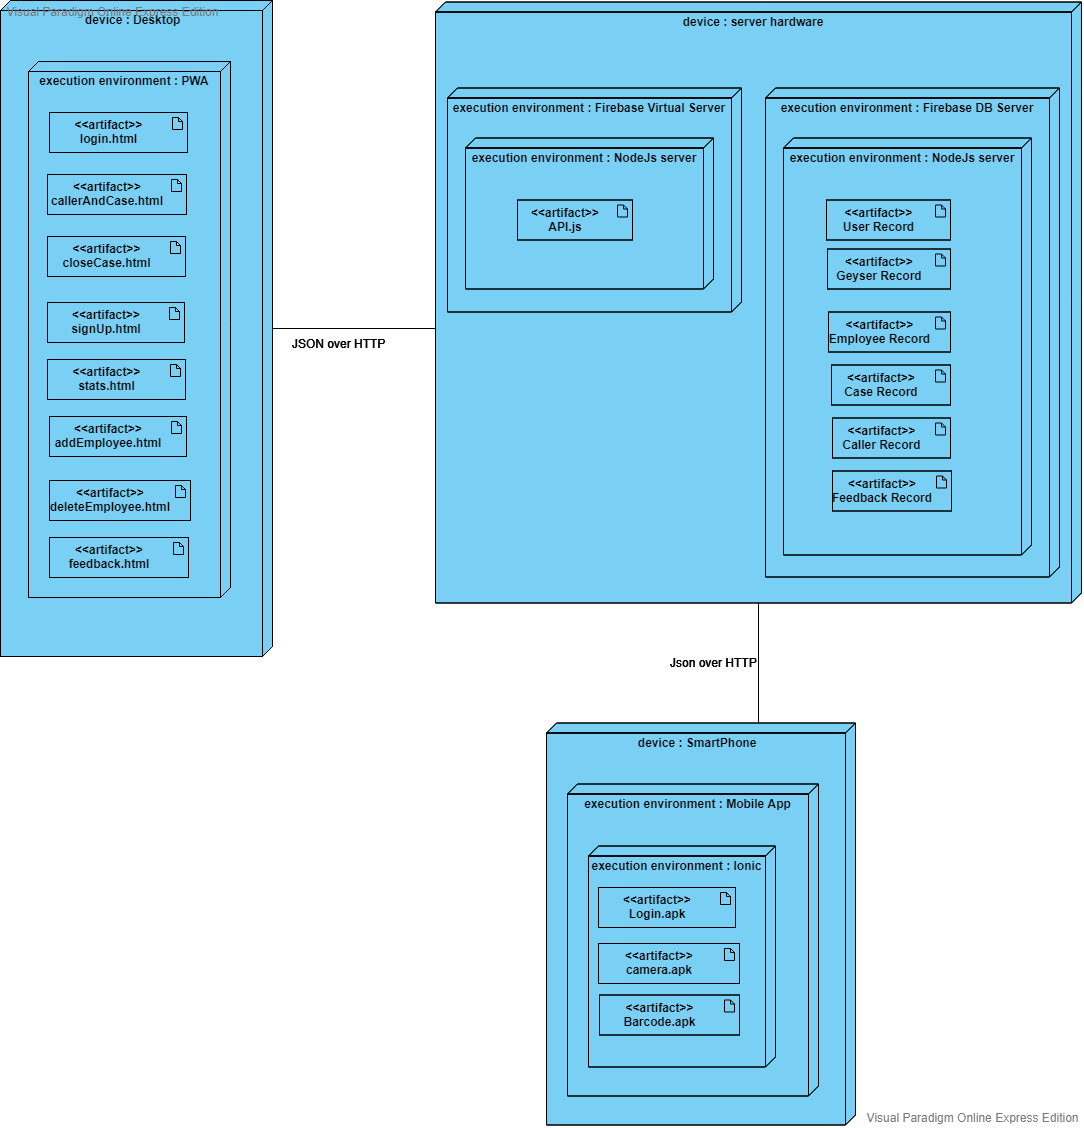 Visual Paradigm Online Express Edition
device : Desktop
execution environment : PWA
<<artifact>>
login.html
<<artifact>>
callerAndCase.html
<<artifact>>
closeCase.html
<<artifact>>
signUp.html
<<artifact>>
stats.html
<<artifact>>
addEmployee.html
<<artifact>>
deleteEmployee.html
<<artifact>>
feedback.html
JSON over HTTP
device : server hardware
execution environment : Firebase Virtual Server
execution environment : NodeJs server
<<artifact>>
API.js
execution environment : Firebase DB Server
execution environment : NodeJs server
<<artifact>>
User Record
<<artifact>>
Geyser Record
<<artifact>>
Employee Record
<<artifact>>
Case Record
<<artifact>>
Caller Record
<<artifact>>
Feedback Record
Json over HTTP
device : SmartPhone
execution environment : Mobile App
execution environment : Ionic
<<artifact>>
Login.apk
<<artifact>>
camera.apk
<<artifact>>
Barcode.apk
Visual Paradigm Online Express Edition